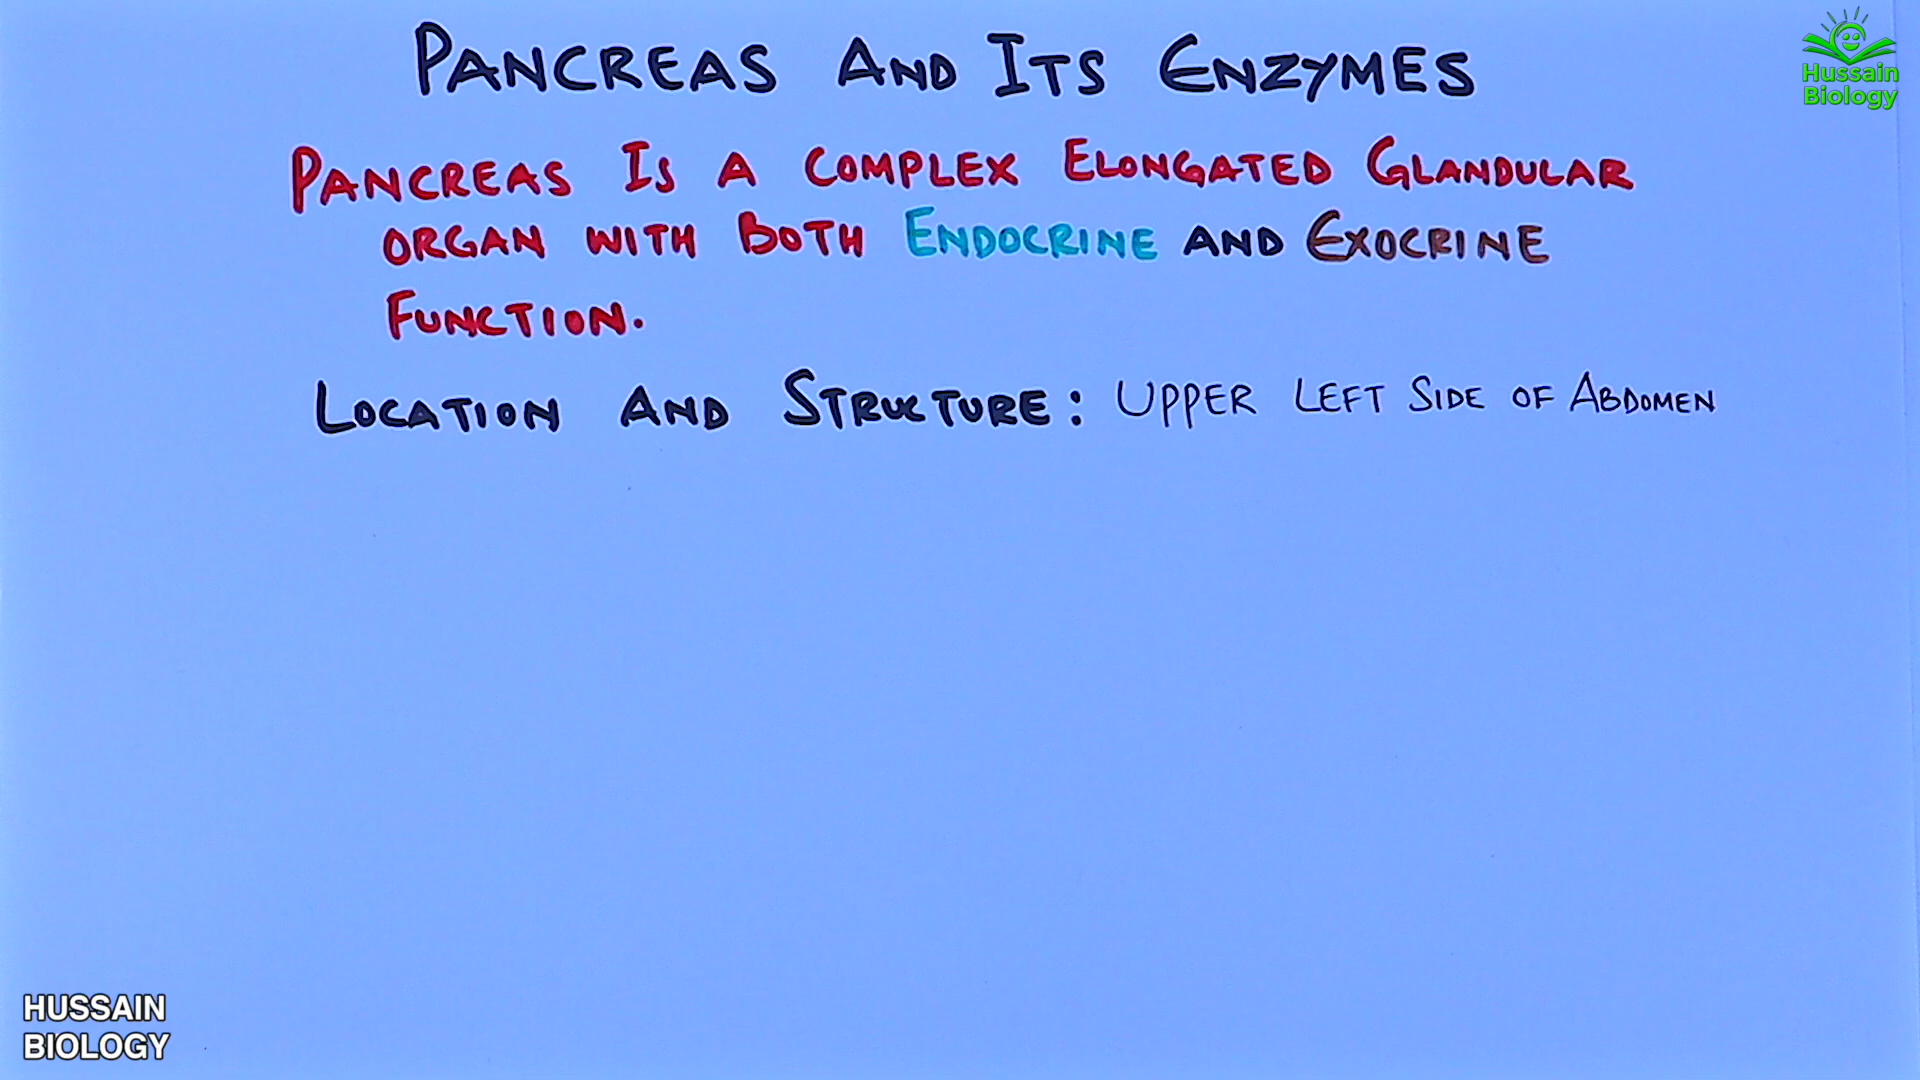 PANCREAS AND ITS ENZYMES
Hussain
Biology
PANCREAS IS A COMPLEX ELONGATED GLANDULAR
ORGAN WITH BOTH ENDOCRINE AND EXOCRINE
FUNCTION.
LOCATION AND STRUCTURE: UPPER LEFT SIDE OF ABDOMEN
HUSSAIN
BIOLOGY